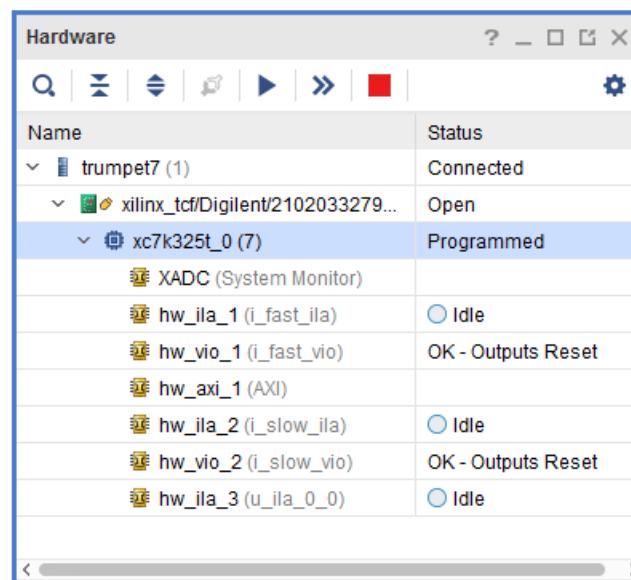 Hardware
Name Status
trumpet7 (1) Connected
xilinx_tcf/Digilent/2102033279... Open
xc7k325t_0 (7) Programmed
XADC (System Monitor)
hw_ila_1 (i_fast_ila) Idle
hw_vio_1 (i_fast_vio) OK - Outputs Reset
hw_axi_1 (AXI)
hw_ila_2 (i_slow_ila) Idle
hw_vio_2 (i_slow_vio) OK - Outputs Reset
hw_ila_3 (u_ila_0_0) Idle